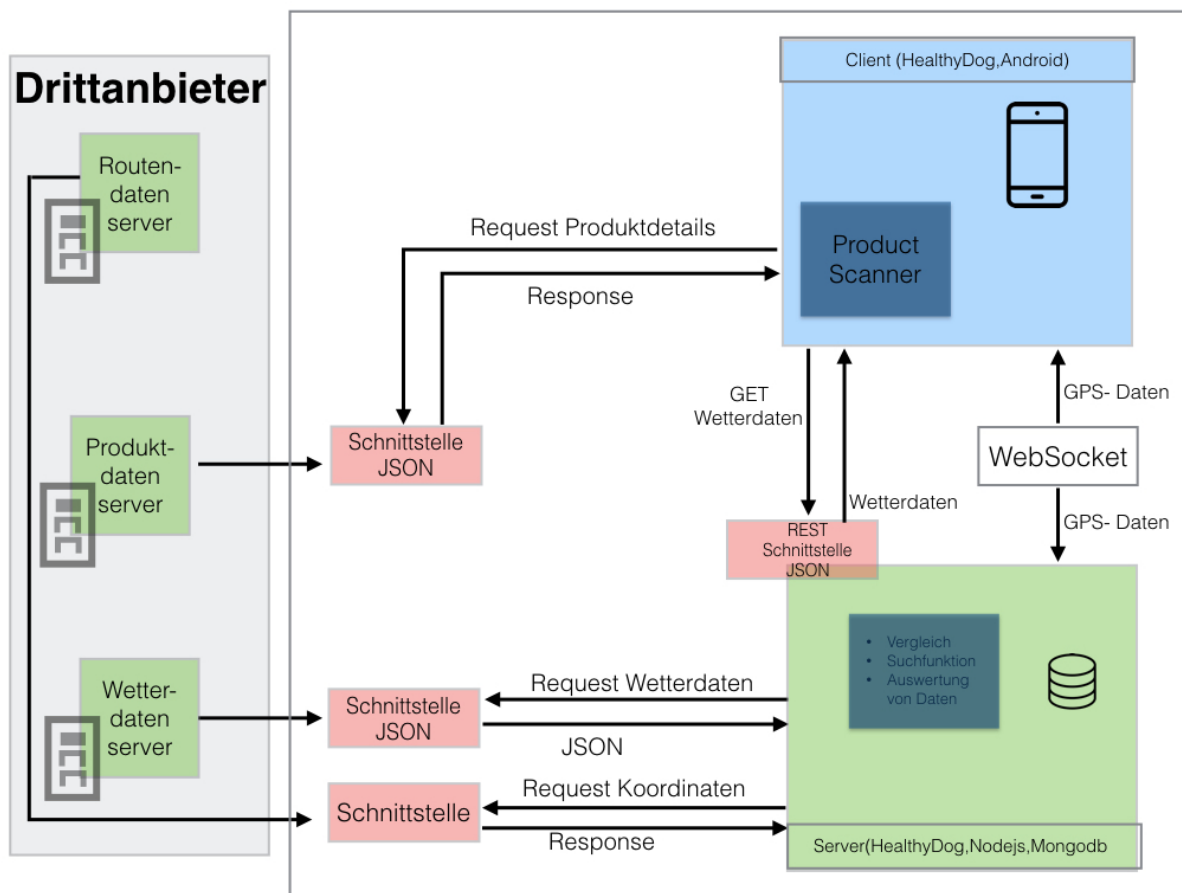 Drittanbieter
Routen-
daten
server
Produkt-
daten
server
Wetter-
daten
server
Client (HealthyDog,Android)
Product
Scanner
Request Produktdetails
Response
Schnittstelle
JSON
GET
Wetterdaten
Wetterdaten
GPS- Daten
WebSocket
GPS- Daten
REST
Schnittstelle
JSON
• Vergleich
• Suchfunktion
• Auswertung
von Daten
Request Wetterdaten
Schnittstelle
JSON
JSON
Request Koordinaten
Schnittstelle
Response
Server(HealthyDog,Nodejs,Mongodb